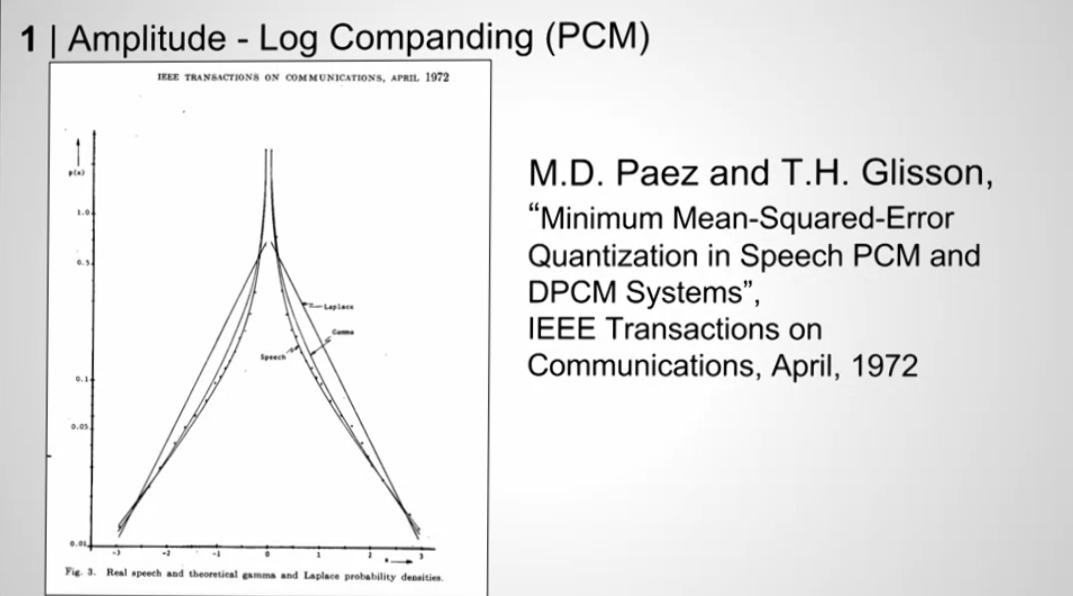 1 | Amplitude - Log Companding (PCM)
IEEE TRANSACTIONS ON COMMUNICATIONS, APRIL 1972
p(x)
1.0
0.5
Laplace
Gamma
Speech
0.1
0.05
0.01
-3 -2 -1 0 1 2 x 3
Fig. 3. Real speech and theoretical gamma and Laplace probability densities.
M.D. Paez and T.H. Glisson,
“Minimum Mean-Squared-Error
Quantization in Speech PCM and
DPCM Systems”,
IEEE Transactions on
Communications, April, 1972